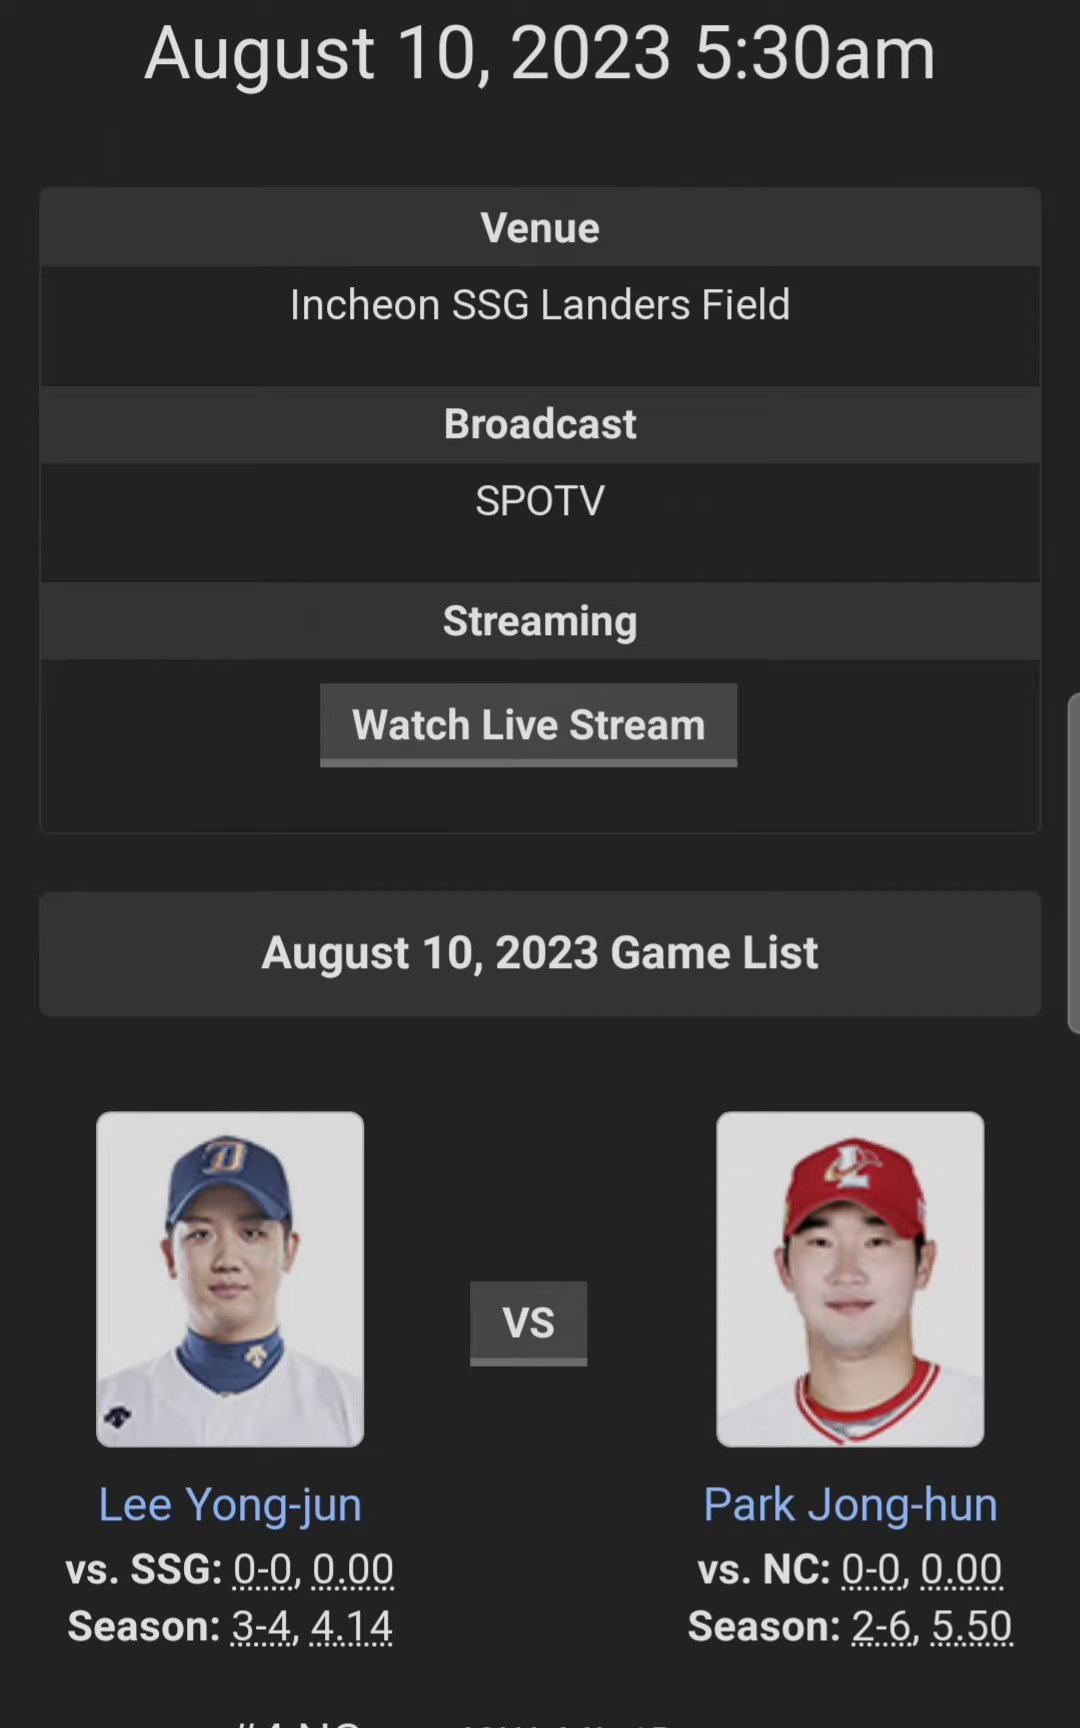 August 10, 2023 5:30am
Venue
Incheon SSG Landers Field
Broadcast
SPOTV
Streaming
Watch Live Stream
August 10, 2023 Game List
VS
Lee Yong-jun
vs. SSG: 0-0, 0.00
Season: 3-4, 4.14
Park Jong-hun
vs. NC: 0-0, 0.00
Season: 2-6, 5.50